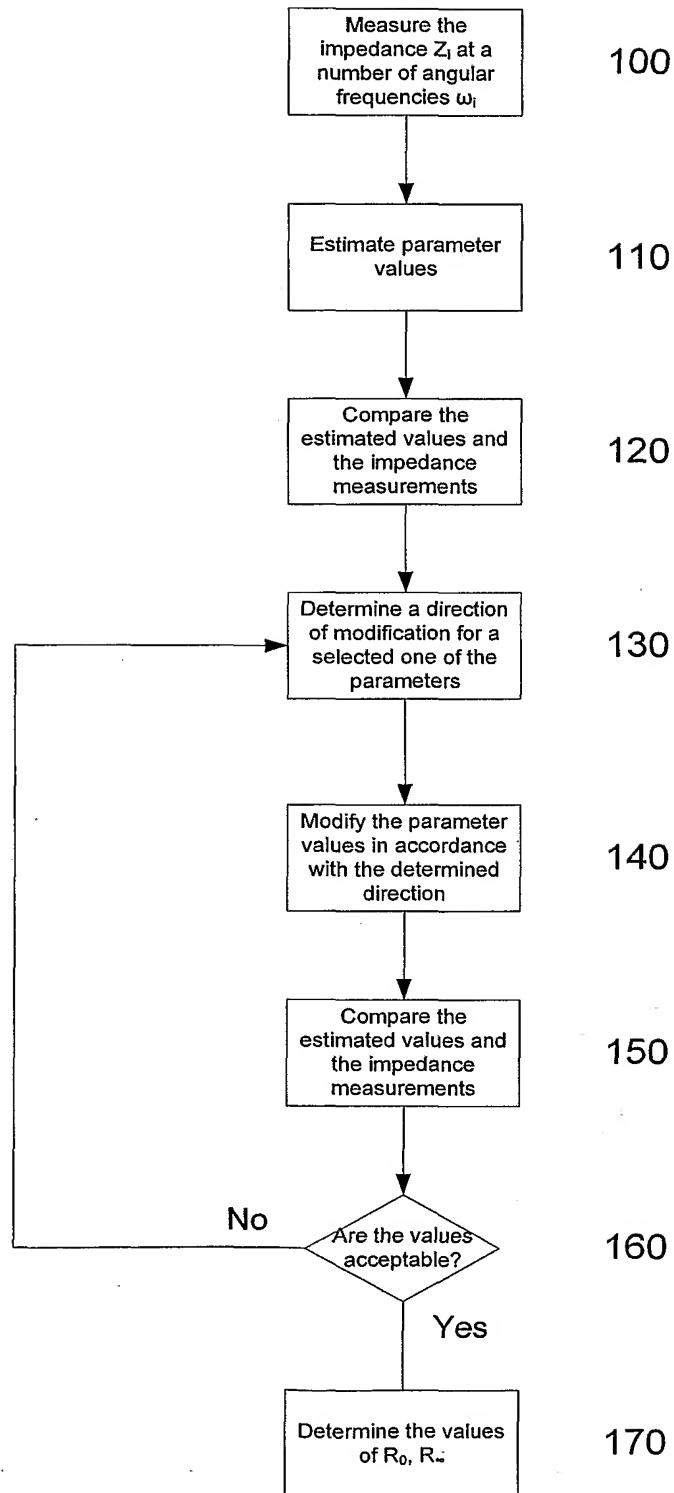 Measure the
impedance Zᵢ at a
number of angular
frequencies ωᵢ
100
Estimate parameter
values
110
Compare the
estimated values and
the impedance
measurements
120
Determine a direction
of modification for a
selected one of the
parameters
130
Modify the parameter
values in accordance
with the determined
direction
140
Compare the
estimated values and
the impedance
measurements
150
No
Are the values
acceptable?
160
Yes
Determine the values
of R₀, R∞
170